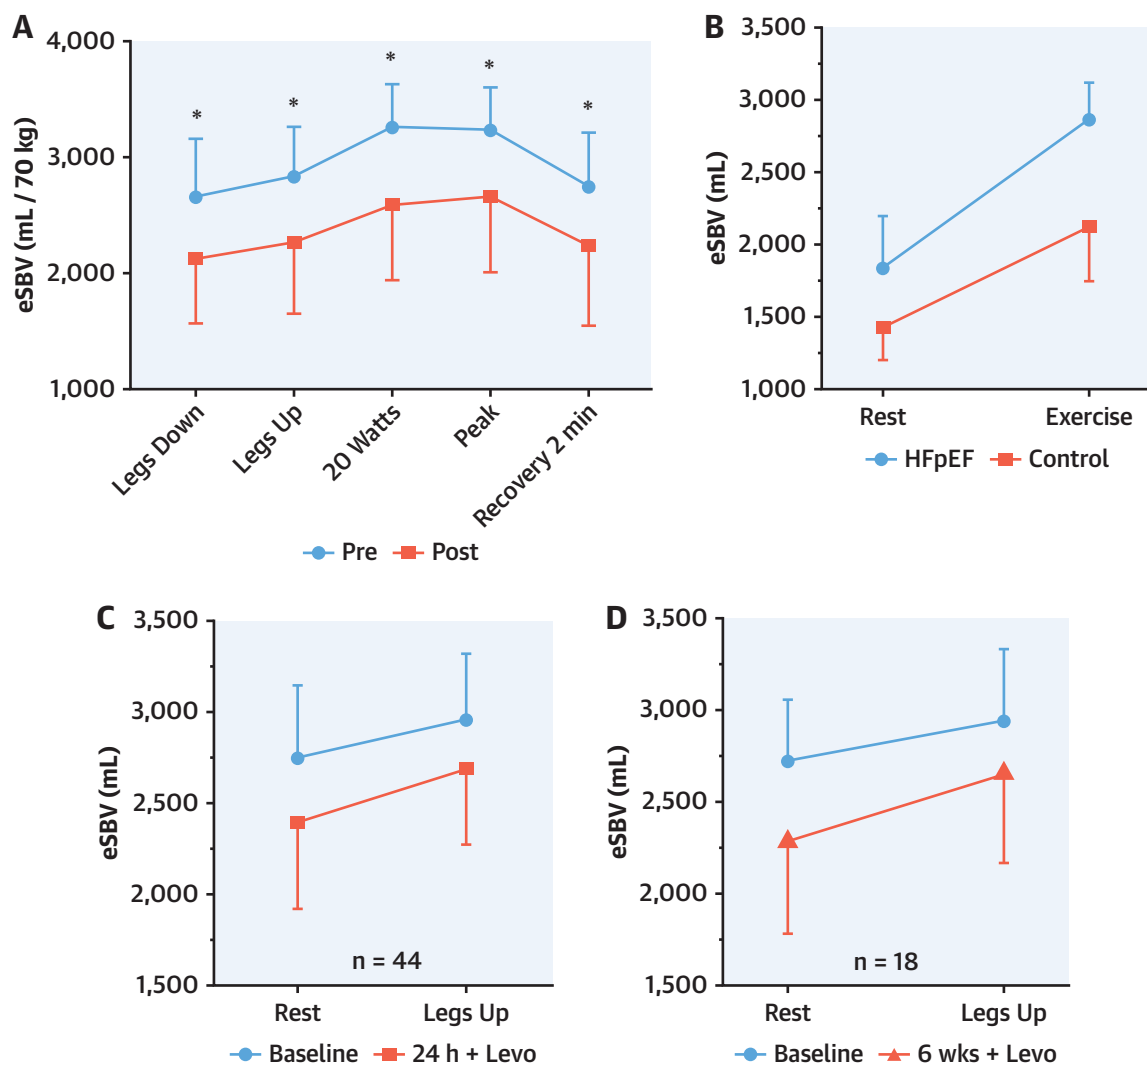 A
4,000
3,000
2,000
1,000
eSBV (mL / 70 kg)
* * * * *
Legs Down
Legs Up
20 Watts
Peak
Recovery 2 min
Pre Post
B
3,500
3,000
2,500
2,000
1,500
1,000
eSBV (mL)
Rest Exercise
HFpEF Control
C
3,500
3,000
2,500
2,000
1,500
eSBV (mL)
n = 44
Rest Legs Up
Baseline 24 h + Levo
D
3,500
3,000
2,500
2,000
1,500
eSBV (mL)
n = 18
Rest Legs Up
Baseline 6 wks + Levo